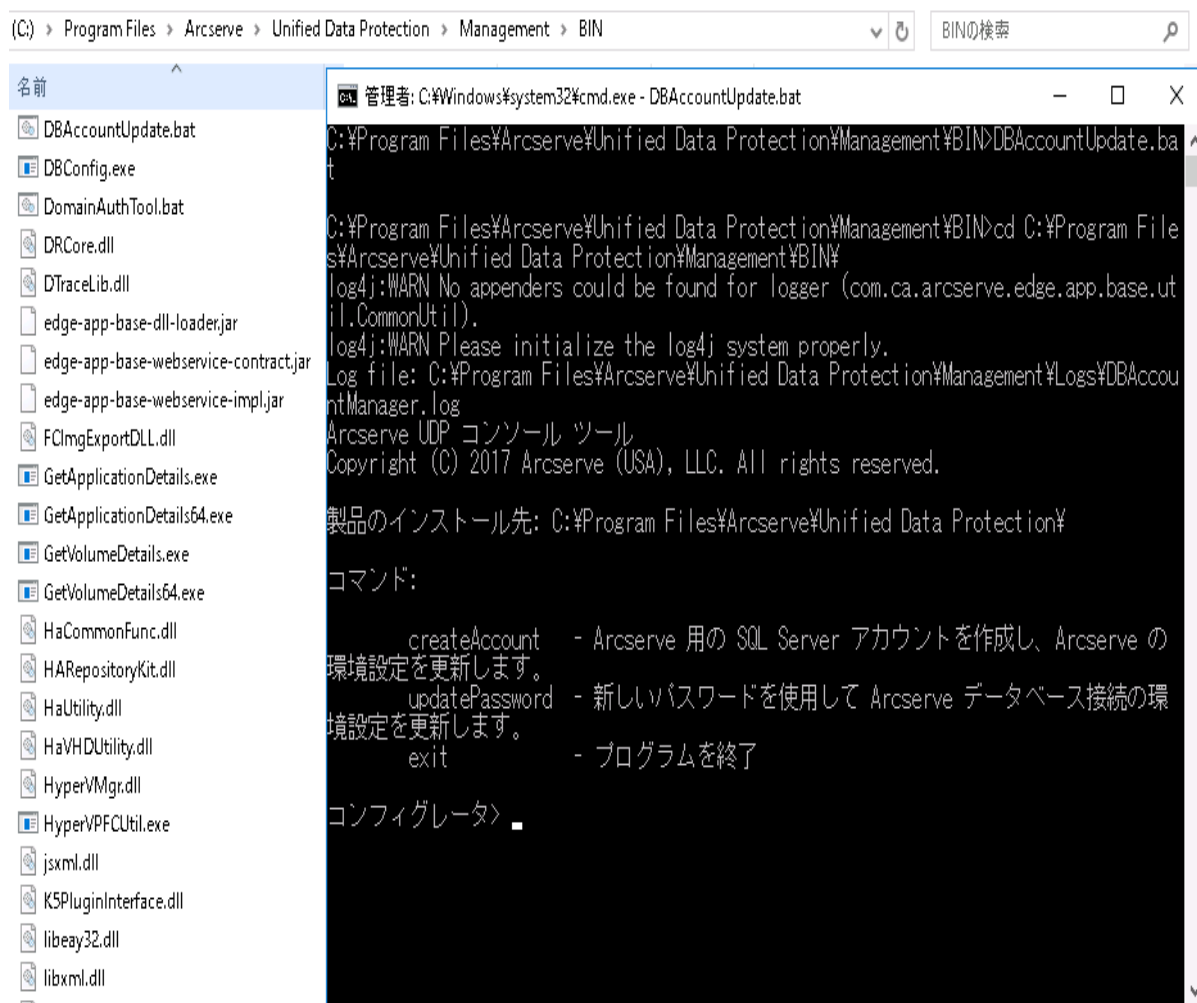 (C:) > Program Files > Arcserve > Unified Data Protection > Management > BIN
BINの検索
名前
DBAccountUpdate.bat
DBConfig.exe
DomainAuthTool.bat
DRCore.dll
DTraceLib.dll
edge-app-base-dll-loader.jar
edge-app-base-webservice-contract.jar
edge-app-base-webservice-impl.jar
FCImgExportDLL.dll
GetApplicationDetails.exe
GetApplicationDetails64.exe
GetVolumeDetails.exe
GetVolumeDetails64.exe
HaCommonFunc.dll
HARepositoryKit.dll
HaUtility.dll
HaVHDUtility.dll
HyperVMgr.dll
HyperVPFCUtil.exe
jsxml.dll
K5PluginInterface.dll
libeay32.dll
libxml.dll
管理者: C:¥Windows¥system32¥cmd.exe - DBAccountUpdate.bat
C:¥Program Files¥Arcserve¥Unified Data Protection¥Management¥BIN>DBAccountUpdate.ba
t
C:¥Program Files¥Arcserve¥Unified Data Protection¥Management¥BIN>cd C:¥Program File
s¥Arcserve¥Unified Data Protection¥Management¥BIN¥
log4j:WARN No appenders could be found for logger (com.ca.arcserve.edge.app.base.ut
il.CommonUtil).
log4j:WARN Please initialize the log4j system properly.
Log file: C:¥Program Files¥Arcserve¥Unified Data Protection¥Management¥Logs¥DBAccou
ntManager.log
Arcserve UDP コンソール ツール
Copyright (C) 2017 Arcserve (USA), LLC. All rights reserved.
製品のインストール先: C:¥Program Files¥Arcserve¥Unified Data Protection¥
コマンド:
createAccount - Arcserve 用の SQL Server アカウントを作成し、Arcserve の
環境設定を更新します。
updatePassword - 新しいパスワードを使用して Arcserve データベース接続の環
境設定を更新します。
exit - プログラムを終了
コンフィグレータ>